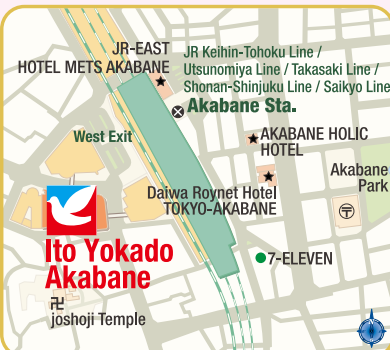 JR-EAST
HOTEL METS AKABANE
JR Keihin-Tohoku Line /
Utsunomiya Line / Takasaki Line /
Shonan-Shinjuku Line / Saikyo Line
Akabane Sta.
West Exit
AKABANE HOLIC
HOTEL
Akabane
Park
Daiwa Roynet Hotel
TOKYO-AKABANE
Ito Yokado
Akabane
7-ELEVEN
joshoji Temple